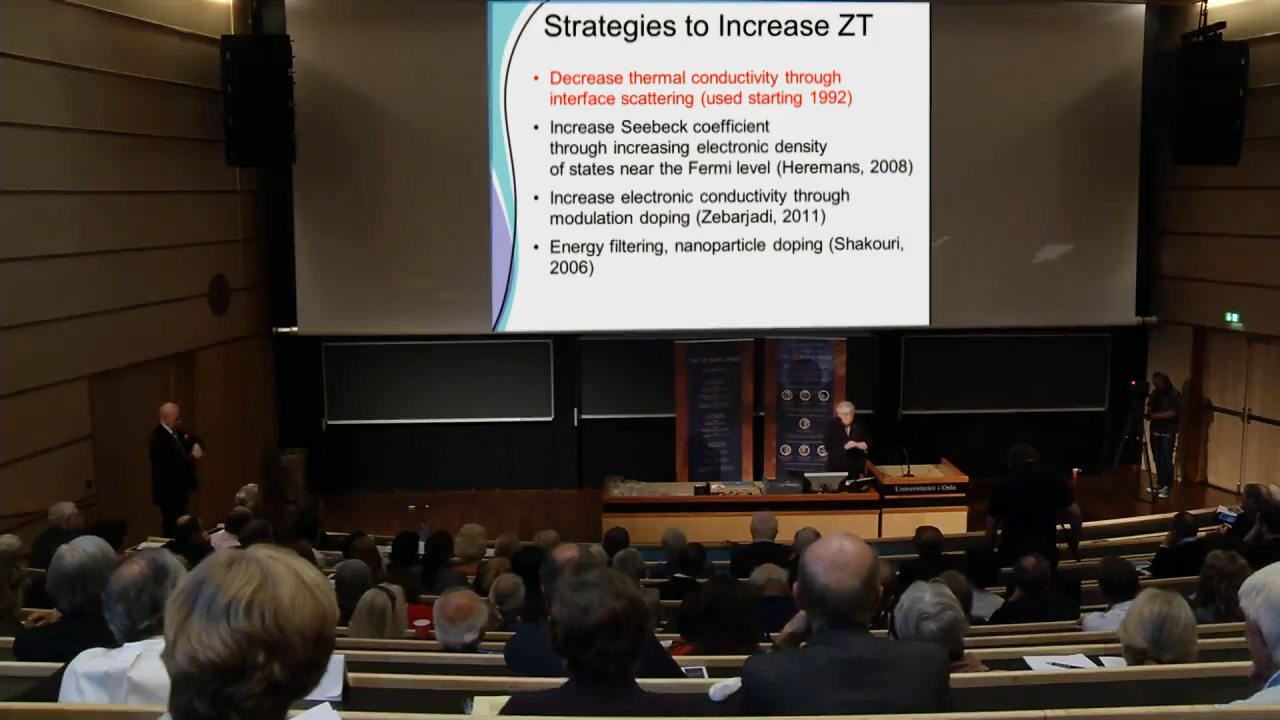 Strategies to Increase ZT
• Decrease thermal conductivity through
interface scattering (used starting 1992)
• Increase Seebeck coefficient
through increasing electronic density
of states near the Fermi level (Heremans, 2008)
• Increase electronic conductivity through
modulation doping (Zebarjadi, 2011)
• Energy filtering, nanoparticle doping (Shakouri,
2006)
Universitetet i Oslo